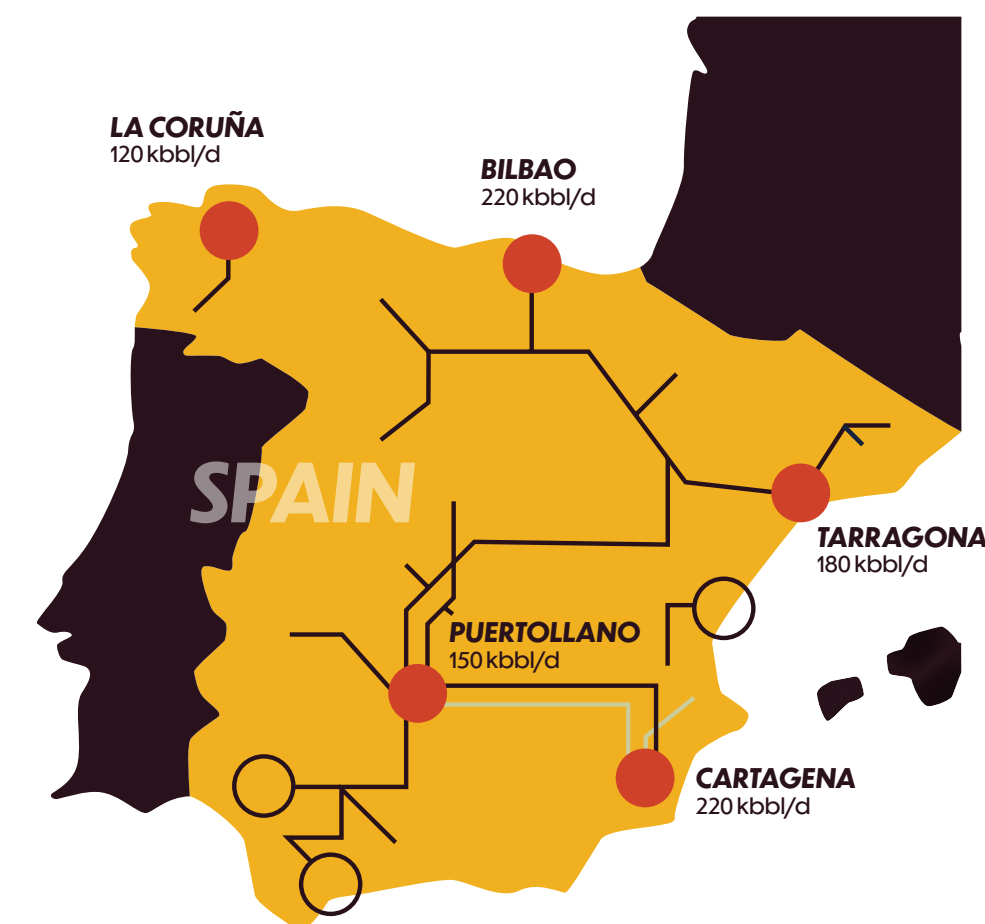 LA CORUÑA
120 kbbl/d
BILBAO
220 kbbl/d
SPAIN
TARRAGONA
180 kbbl/d
PUERTOLLANO
150 kbbl/d
CARTAGENA
220 kbbl/d